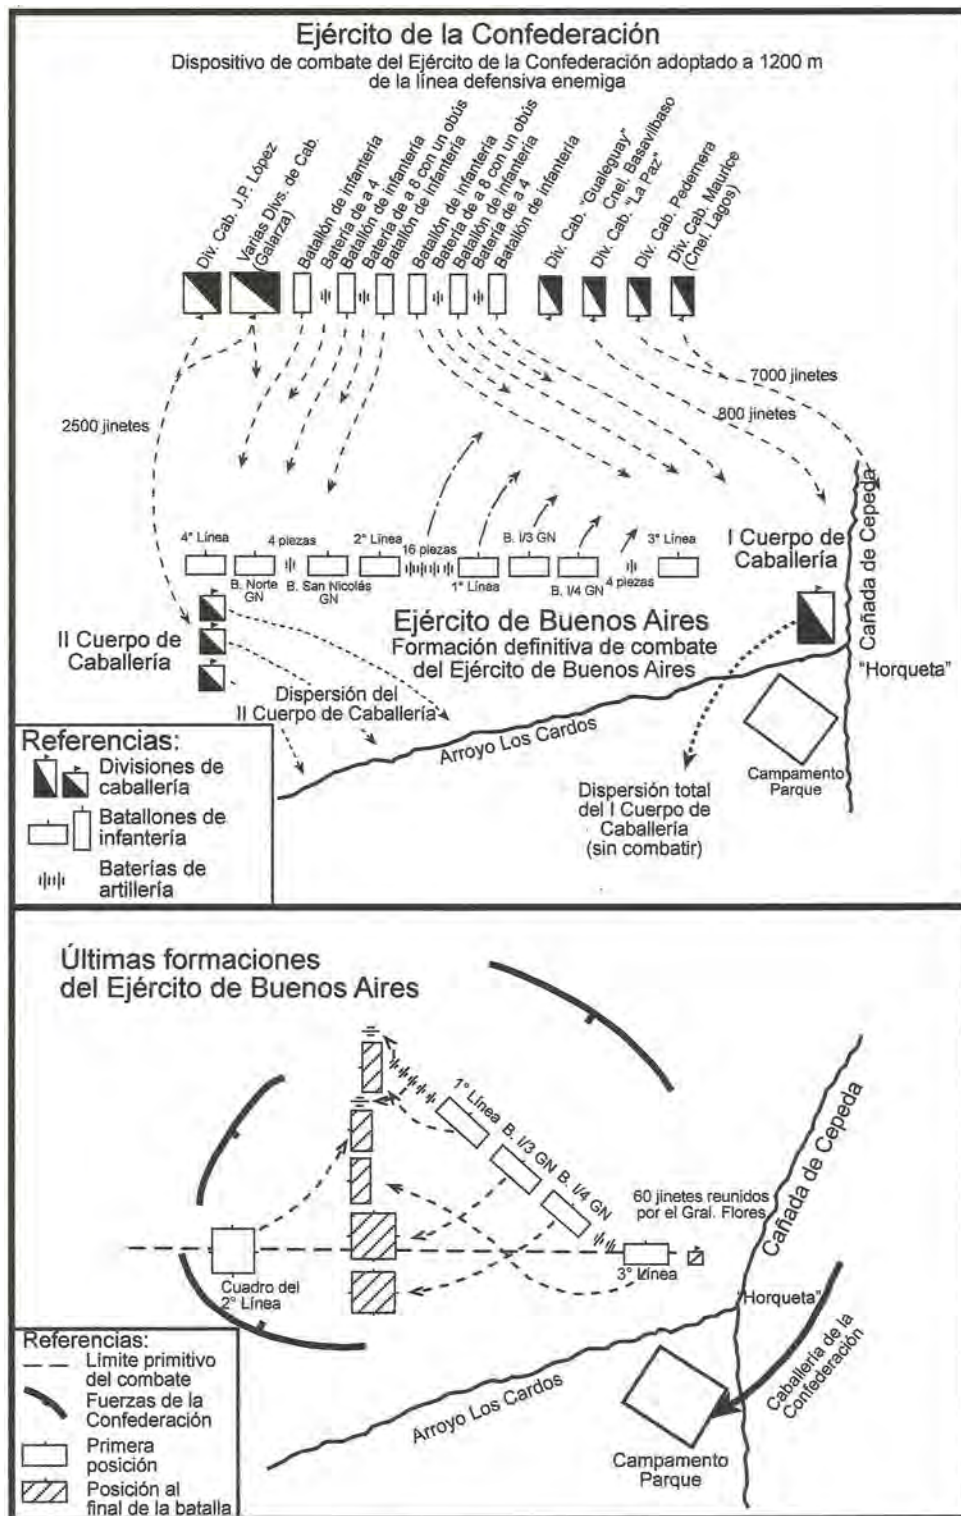 Ejército de la Confederación
Dispositivo de combate del Ejército de la Confederación adoptado a 1200 m
de la línea defensiva enemiga
Div. Cab. J.P. López
Varias Divs. de Cab.
(Galarza)
Batallón de infantería
Batería de a 4
Batallón de infantería
Batería de a 8 con un obús
Batallón de infantería
Batallón de infantería
Batería de a 8 con un obús
Batallón de infantería
Batería de a 4
Batallón de infantería
Div. Cab. "Gualeguay"
Cnel. Basavilbaso
Div. Cab. "La Paz"
Div. Cab. Pedernera
Div. Cab. Maurice
(Cnel. Lagos)
2500 jinetes
7000 jinetes
800 jinetes
4° Línea
4 piezas
2° Línea
16 piezas
B. I/3 GN
3° Línea
B. Norte
GN
B. San Nicolás
GN
1° Línea
B. I/4 GN
4 piezas
I Cuerpo de
Caballería
Cañada de Cepeda
II Cuerpo de
Caballería
Ejército de Buenos Aires
Formación definitiva de combate
del Ejército de Buenos Aires
"Horqueta"
Dispersión del
II Cuerpo de Caballería
Arroyo Los Cardos
Campamento
Parque
Dispersión total
del I Cuerpo de
Caballería
(sin combatir)
Referencias:
Divisiones de
caballería
Batallones de
infantería
Baterías de
artillería
Últimas formaciones
del Ejército de Buenos Aires
1° Línea
B. I/3 GN
B. I/4 GN
60 jinetes reunidos
por el Gral. Flores
Cañada de Cepeda
3° Línea
Cuadro del
2° Línea
"Horqueta"
Caballería de la
Confederación
Arroyo Los Cardos
Campamento
Parque
Referencias:
Límite primitivo
del combate
Fuerzas de la
Confederación
Primera
posición
Posición al
final de la batalla